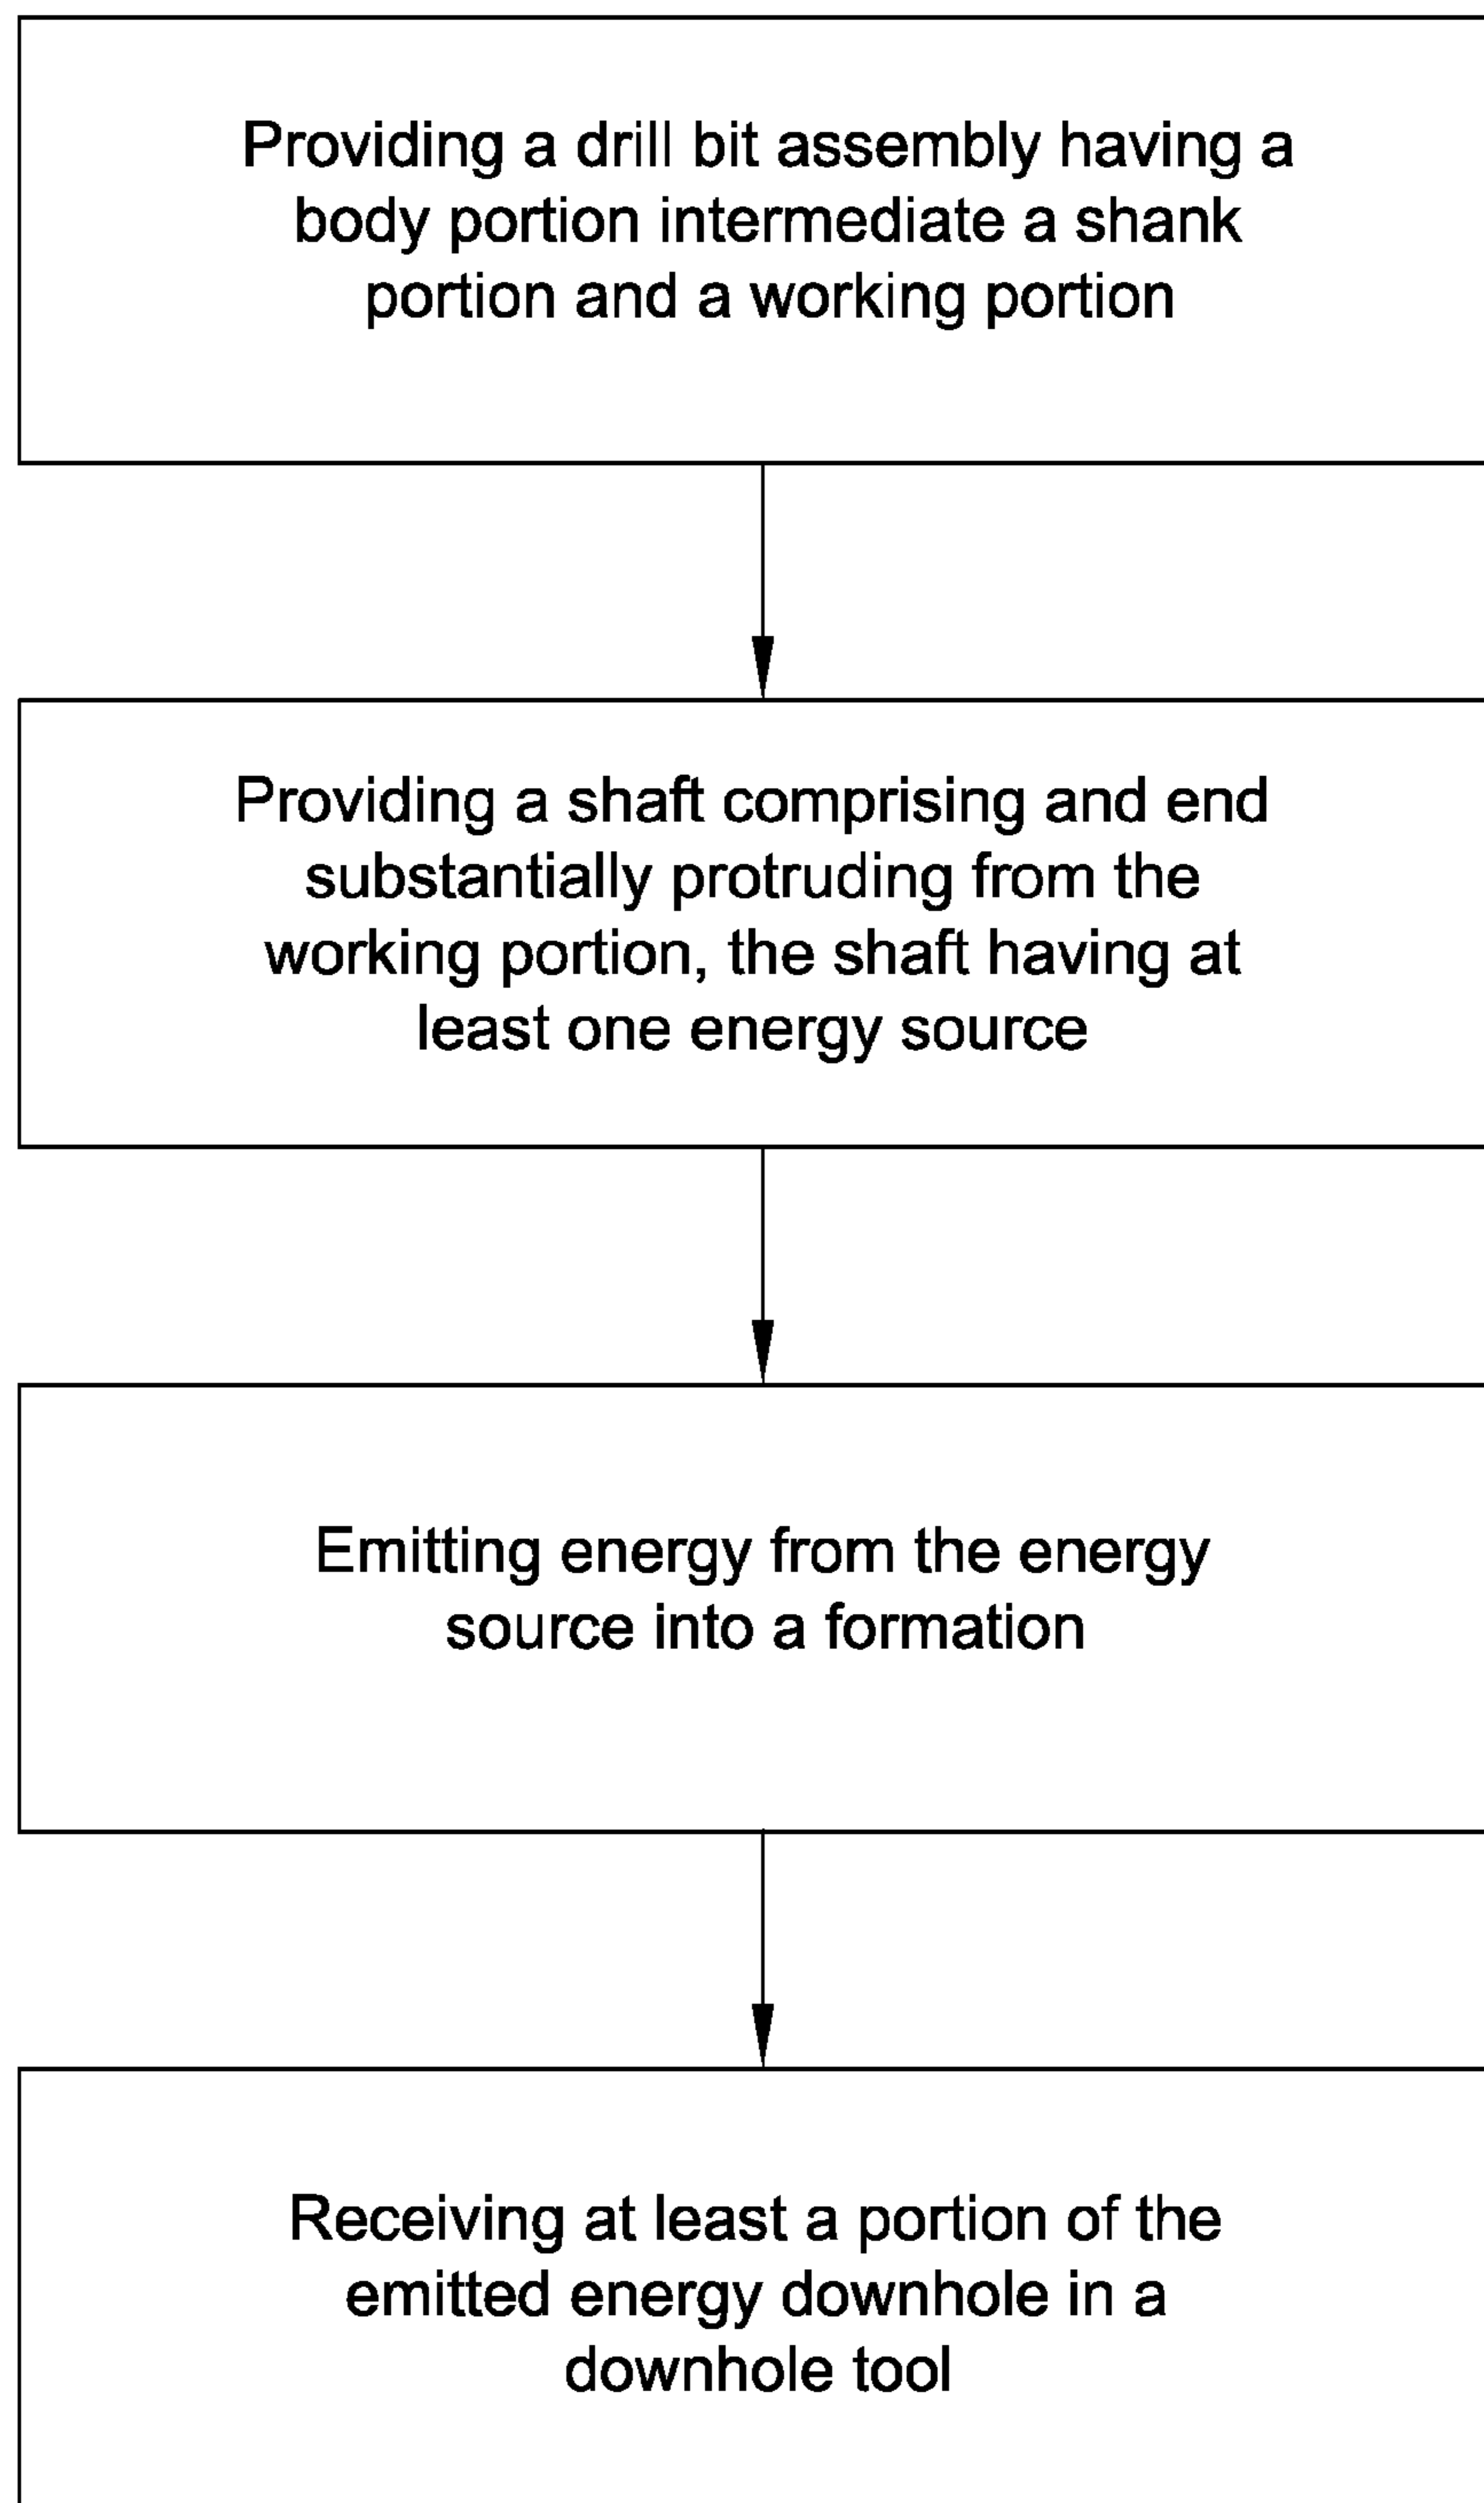 Providing a drill bit assembly having a
body portion intermediate a shank
portion and a working portion
Providing a shaft comprising and end
substantially protruding from the
working portion, the shaft having at
least one energy source
Emitting energy from the energy
source into a formation
Receiving at least a portion of the
emitted energy downhole in a
downhole tool